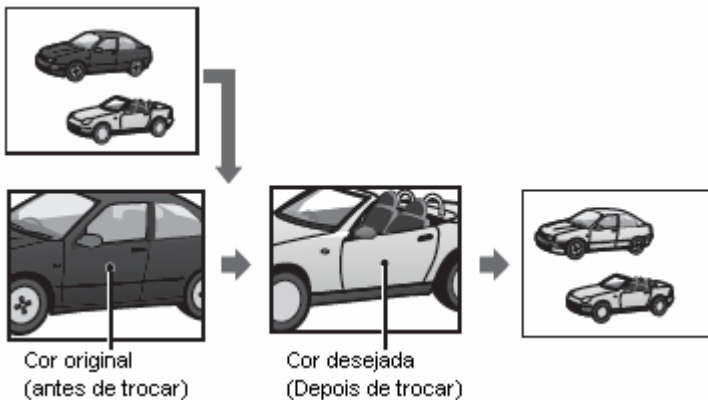 Cor original
(antes de trocar)
Cor desejada
(Depois de trocar)